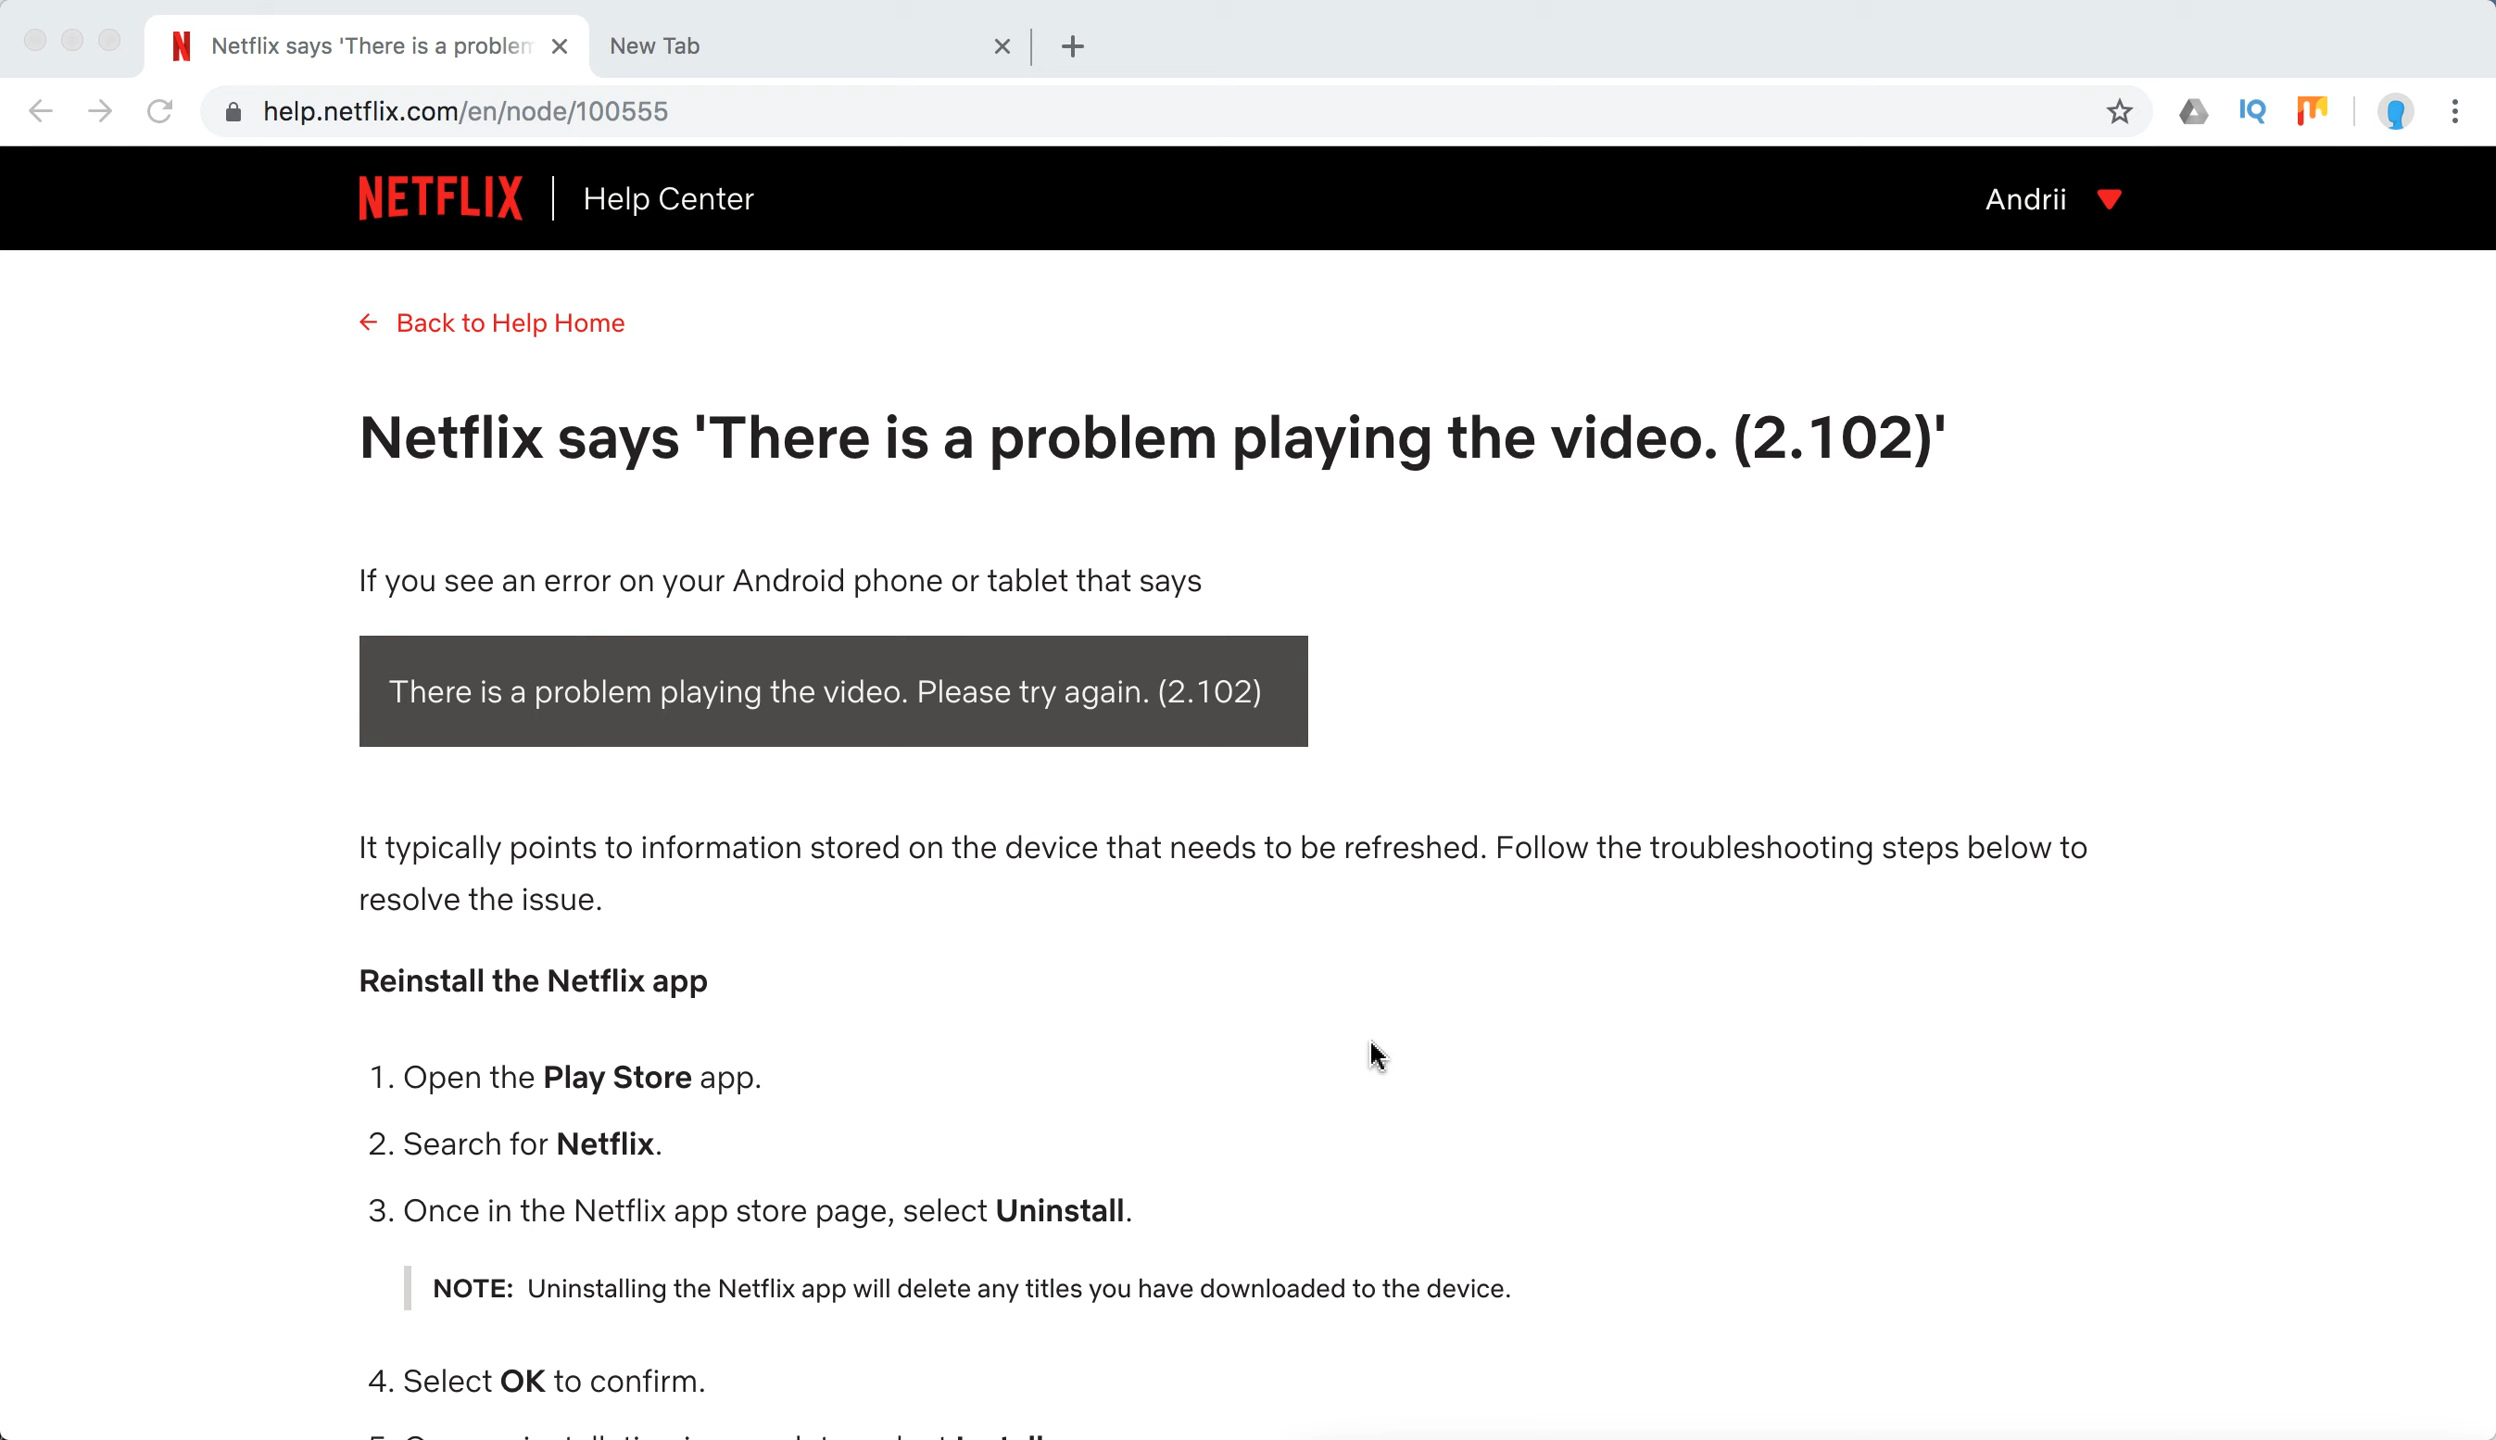 Netflix says 'There is a problem
New Tab
help.netflix.com/en/node/100555
IQ
NETFLIX
Help Center
Andrii
← Back to Help Home
Netflix says 'There is a problem playing the video. (2.102)'
If you see an error on your Android phone or tablet that says
There is a problem playing the video. Please try again. (2.102)
It typically points to information stored on the device that needs to be refreshed. Follow the troubleshooting steps below to
resolve the issue.
Reinstall the Netflix app
1. Open the Play Store app.
2. Search for Netflix.
3. Once in the Netflix app store page, select Uninstall.
NOTE: Uninstalling the Netflix app will delete any titles you have downloaded to the device.
4. Select OK to confirm.